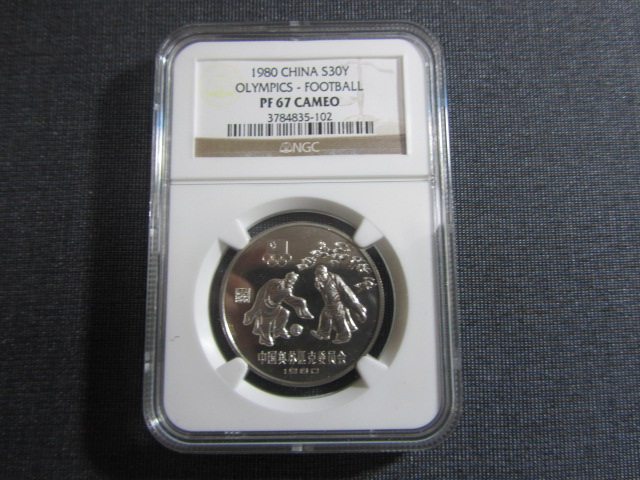 1980 CHINA S30Y
OLYMPICS - FOOTBALL
PF 67 CAMEO
3784835-102
NGC
中国奥林匹克委员会
1980